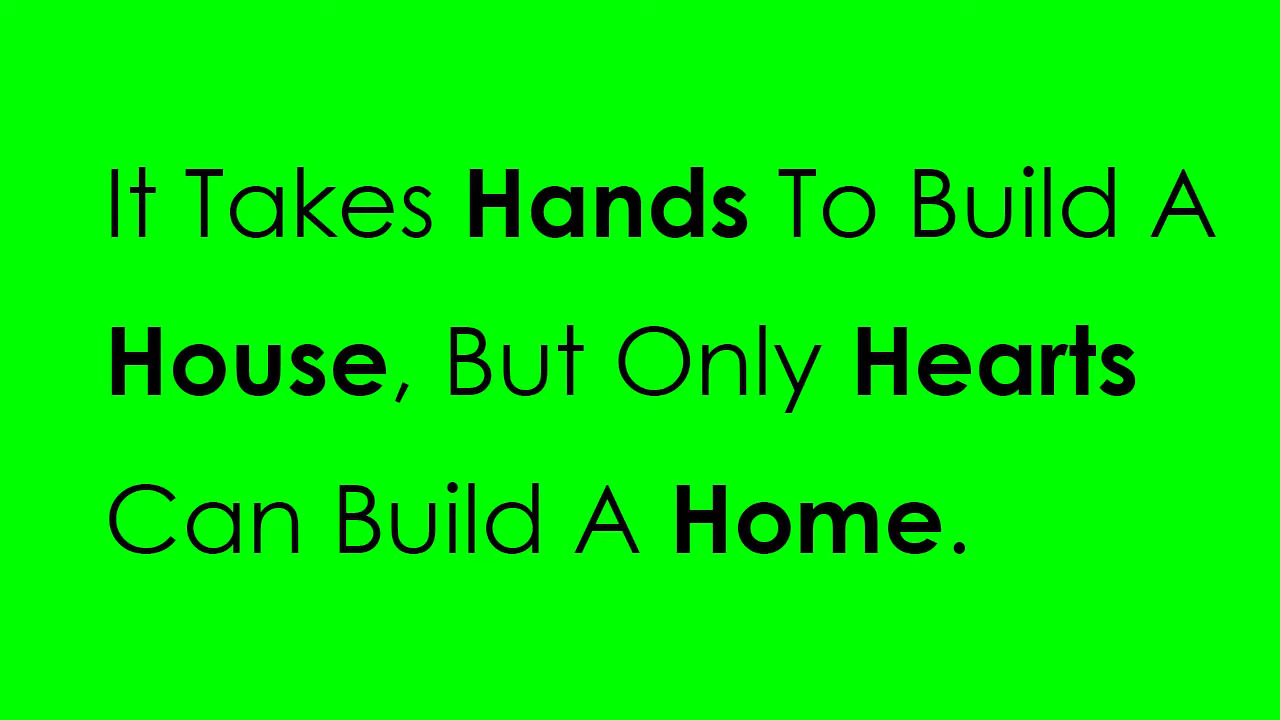 It Takes Hands To Build A
House, But Only Hearts
Can Build A Home.